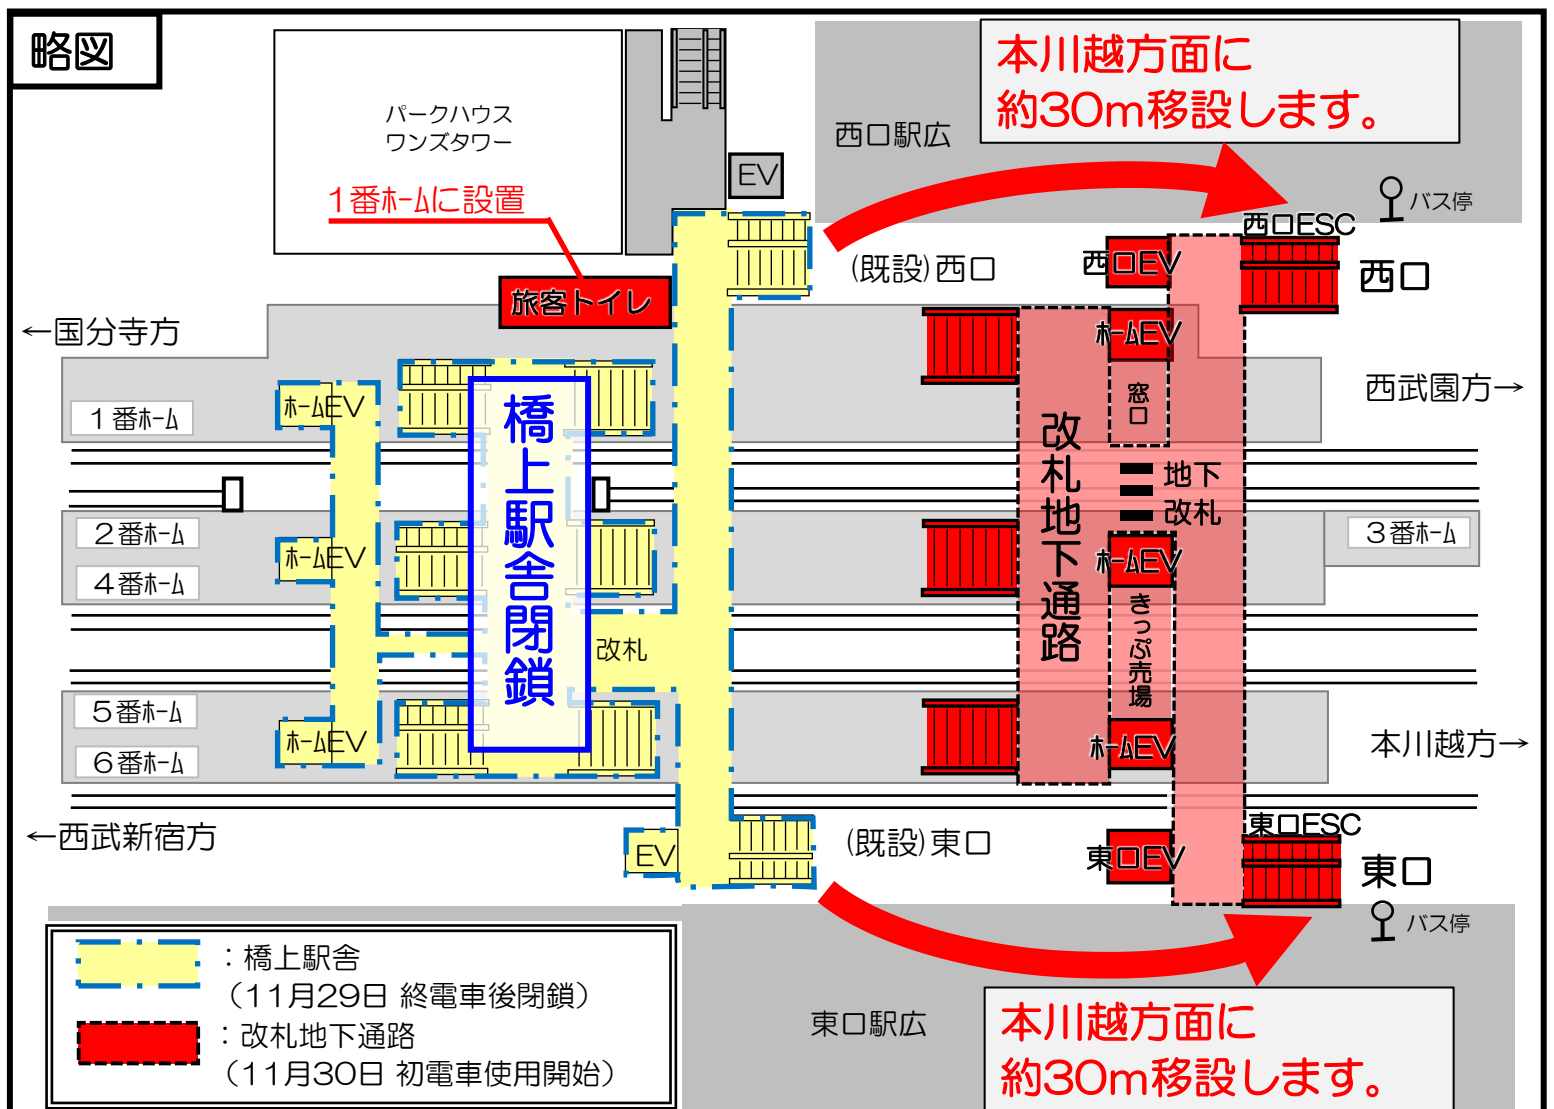 略図
本川越方面に
約30m移設します。
パークハウス
ワンズタワー
西口駅広
EV
1番ホームに設置
バス停
西口ESC
(既設)西口
西口EV
西口
旅客トイレ
←国分寺方
ホームEV
西武園方→
窓口
1番ホーム
ホームEV
橋上駅舎閉鎖
改札地下通路
地下
改札
2番ホーム
3番ホーム
ホームEV
ホームEV
4番ホーム
きっぷ売場
改札
5番ホーム
ホームEV
ホームEV
6番ホーム
本川越方→
←西武新宿方
東口ESC
EV
(既設)東口
東口EV
東口
バス停
:橋上駅舎
(11月29日 終電車後閉鎖)
:改札地下通路
(11月30日 初電車使用開始)
東口駅広
本川越方面に
約30m移設します。